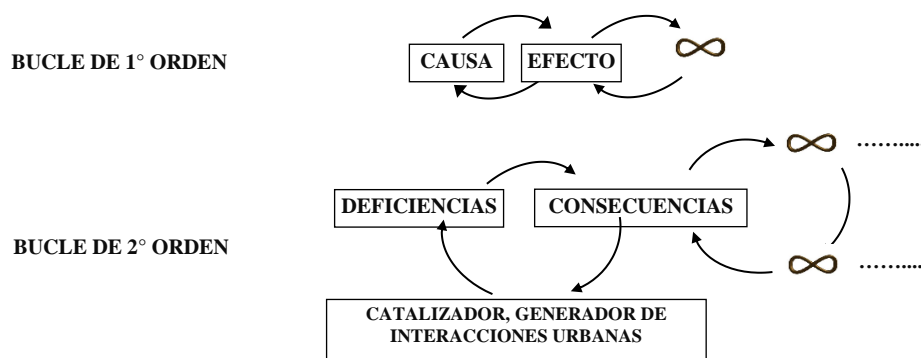 BUCLE DE 1° ORDEN
CAUSA
EFECTO
∞
∞ ..........
DEFICIENCIAS
CONSECUENCIAS
BUCLE DE 2° ORDEN
∞ ..........
CATALIZADOR, GENERADOR DE
INTERACCIONES URBANAS